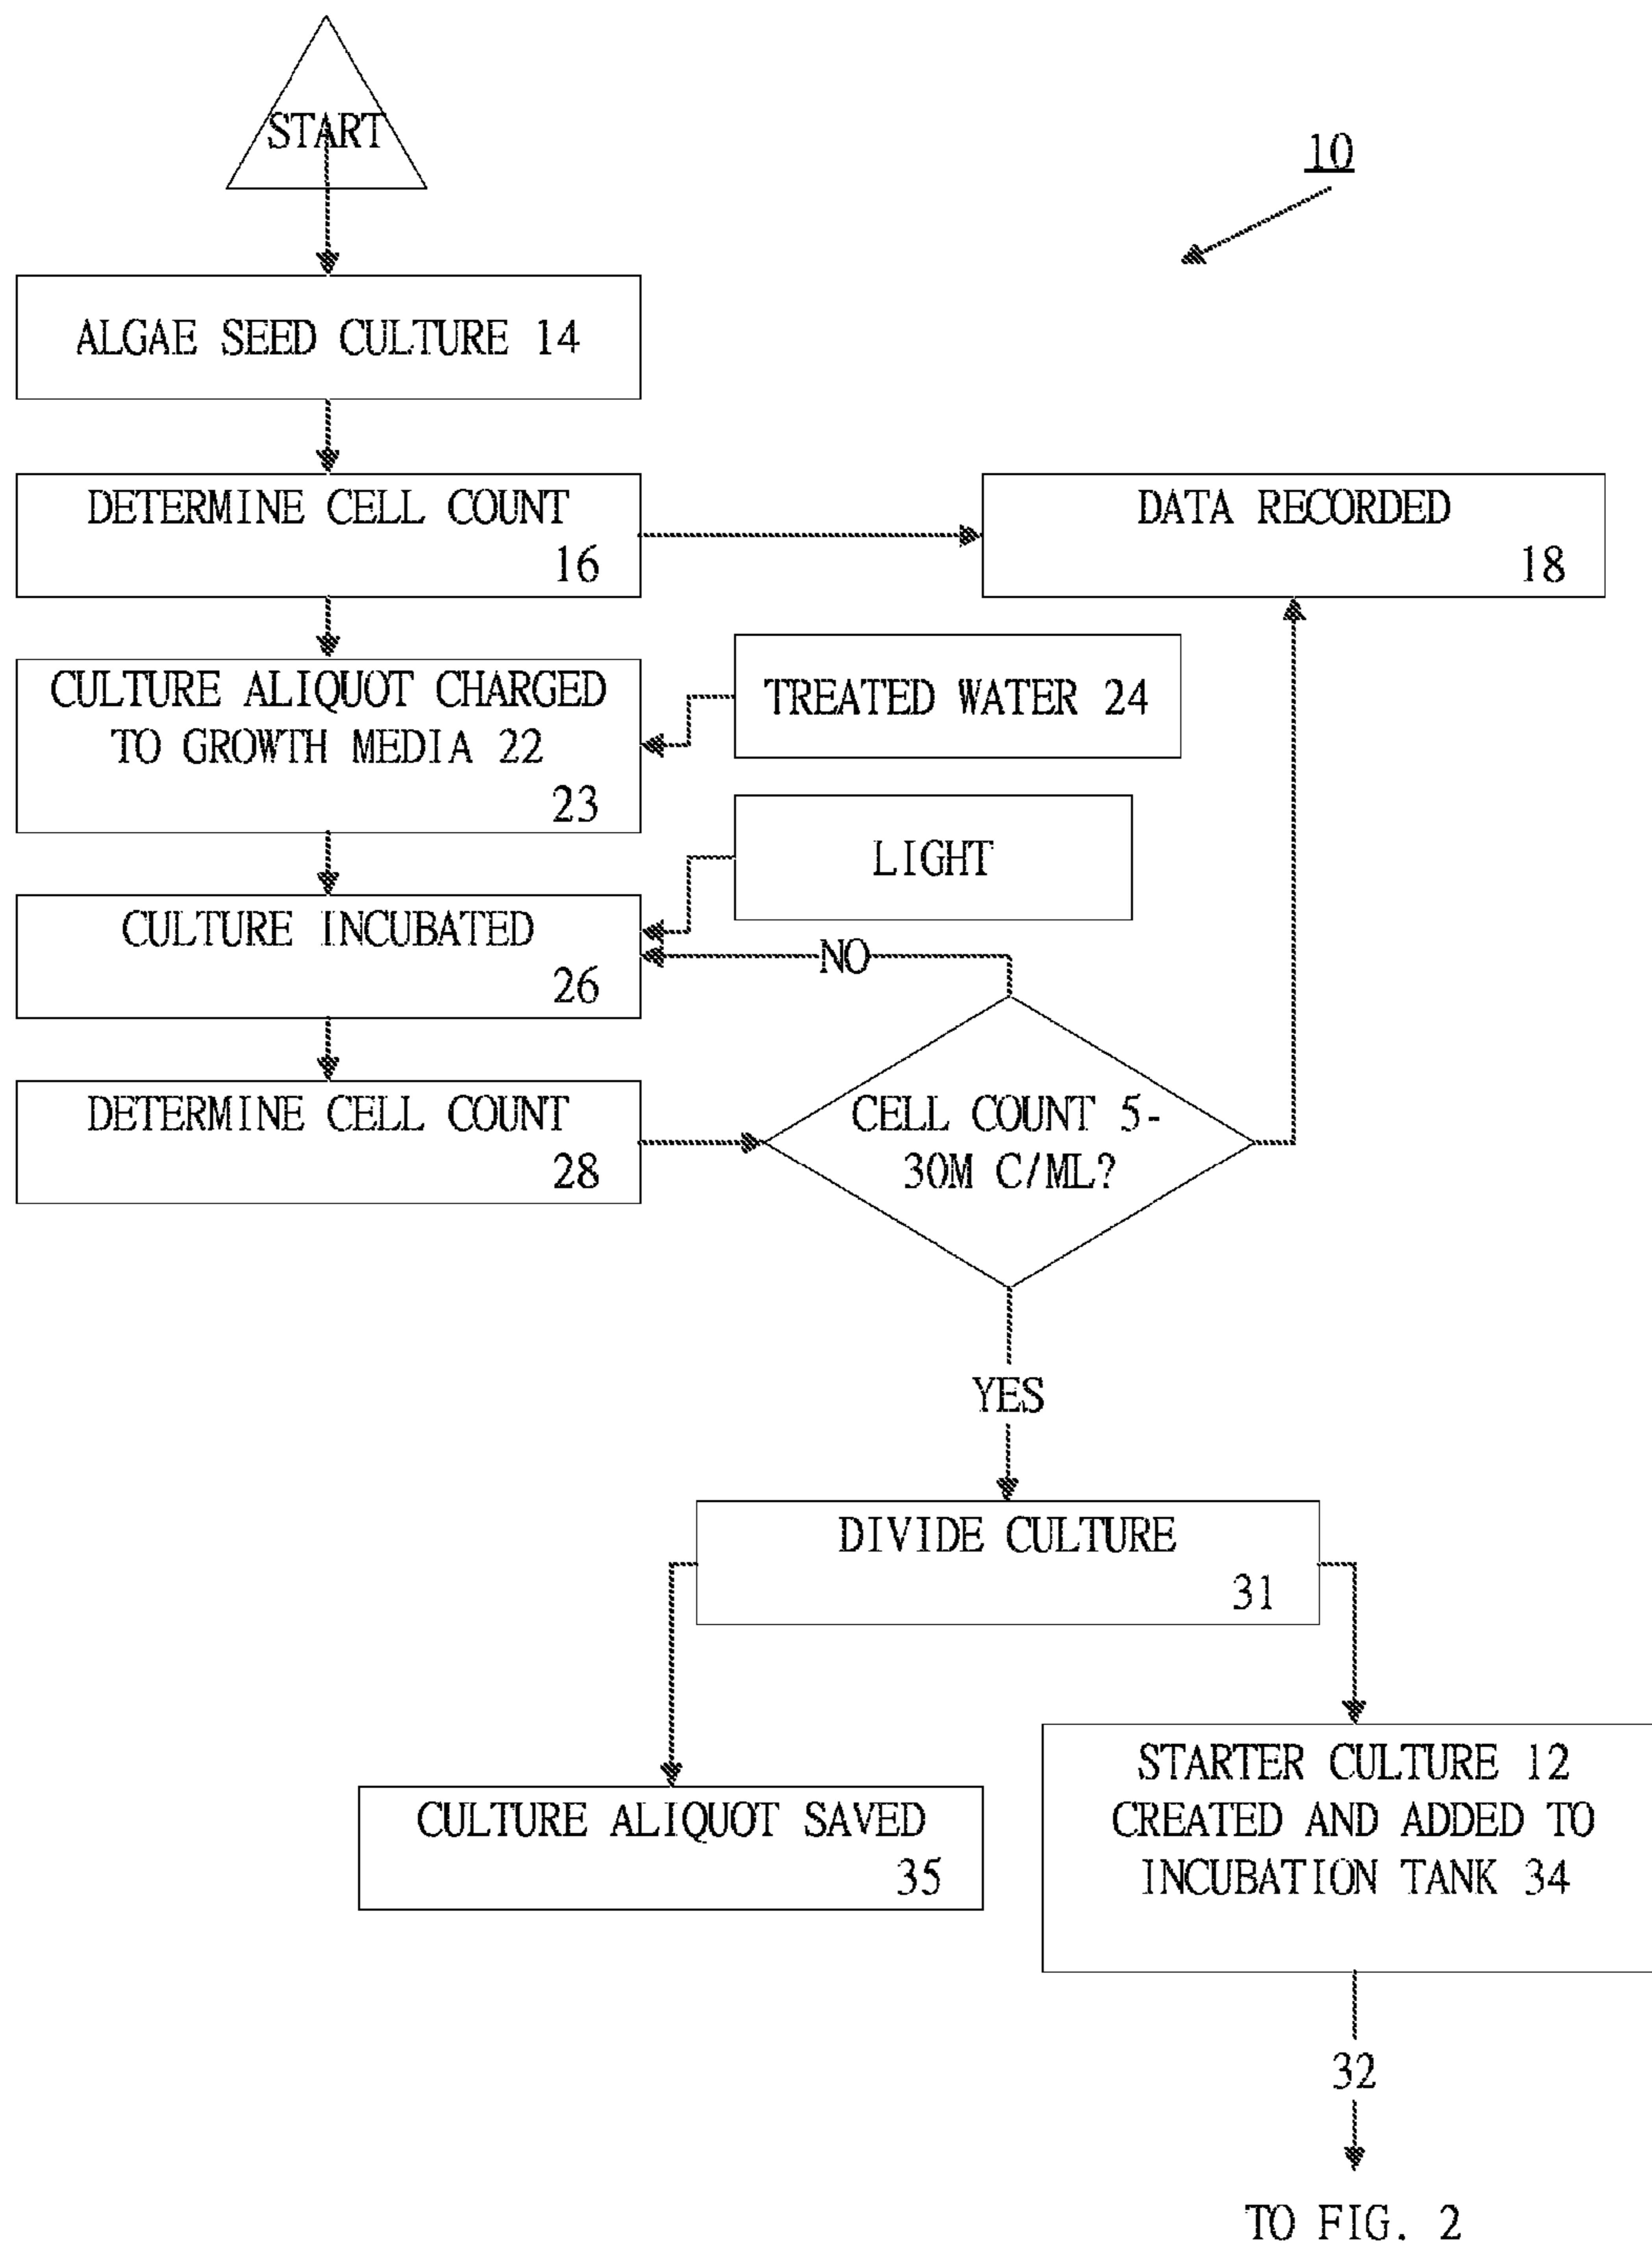 START
10
ALGAE SEED CULTURE 14
DETERMINE CELL COUNT
16
DATA RECORDED
18
CULTURE ALIQUOT CHARGED
TO GROWTH MEDIA 22
23
TREATED WATER 24
LIGHT
CULTURE INCUBATED
26
NO
DETERMINE CELL COUNT
28
CELL COUNT 5-
30M C/ML?
YES
DIVIDE CULTURE
31
CULTURE ALIQUOT SAVED
35
STARTER CULTURE 12
CREATED AND ADDED TO
INCUBATION TANK 34
32
TO FIG. 2